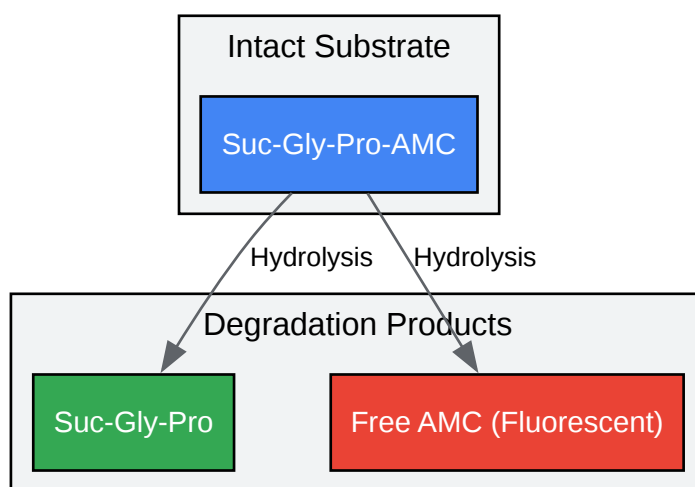 Intact Substrate
Suc-Gly-Pro-AMC
Hydrolysis
Hydrolysis
Degradation Products
Suc-Gly-Pro
Free AMC (Fluorescent)